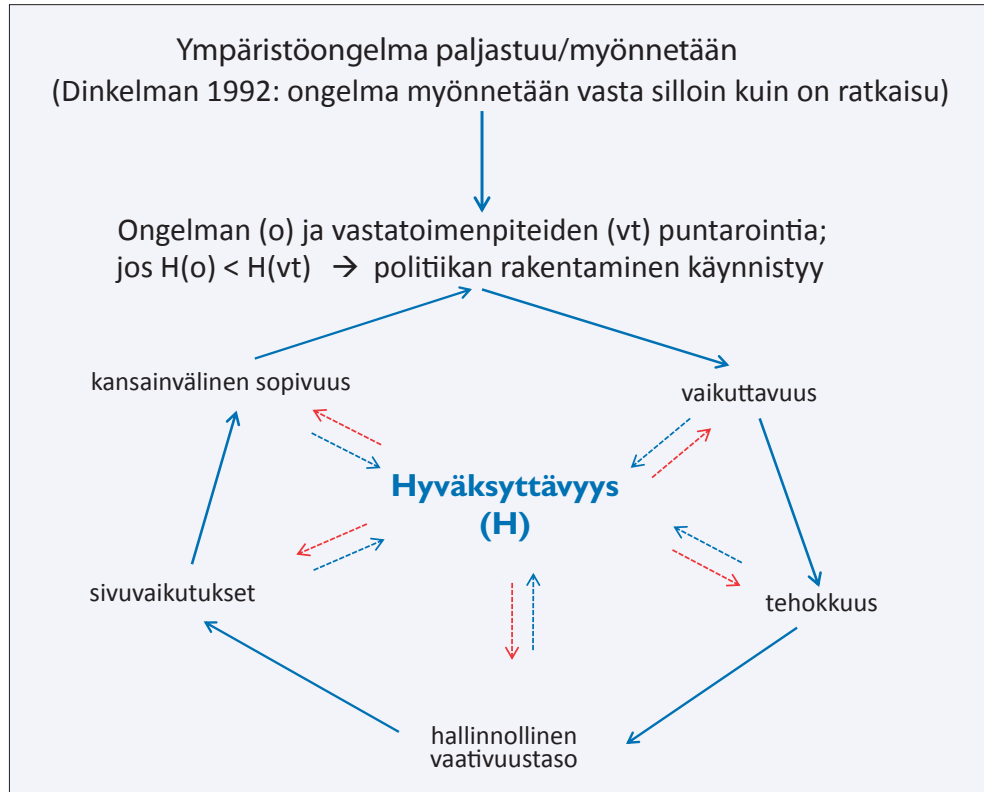 Ympäristöongelma paljastuu/myönnetään
(Dinkelman 1992: ongelma myönnetään vasta silloin kuin on ratkaisu)
Ongelman (o) ja vastatoimenpiteiden (vt) puntarointia;
jos H(o) < H(vt) → politiikan rakentaminen käynnistyy
kansainvälinen sopivuus
vaikuttavuus
Hyväksyttävyys
(H)
sivuvaikutukset
tehokkuus
hallinnollinen
vaativuustaso